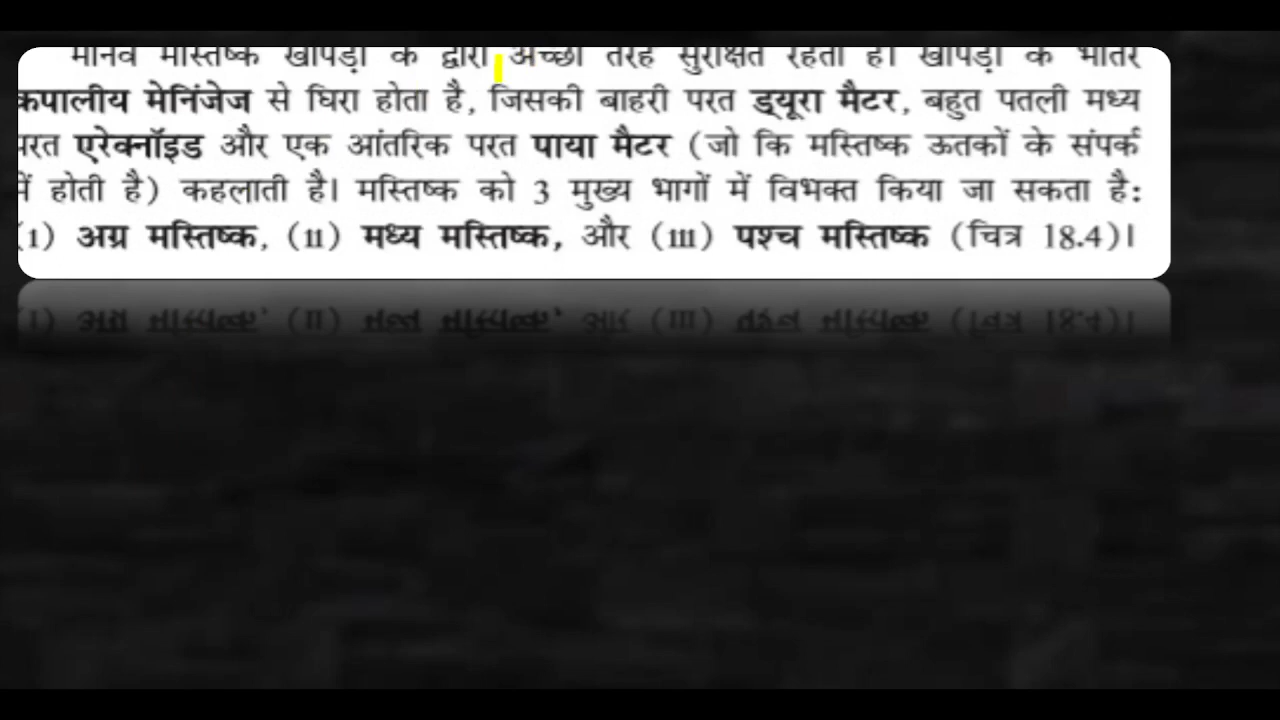 मानव मस्तिष्क खोपड़ी के द्वारा अच्छी तरह सुरक्षित रहता है। खोपड़ी के भीतर
कपालीय मेनिंजेज से घिरा होता है, जिसकी बाहरी परत ड्यूरा मैटर, बहुत पतली मध्य
परत एरेक्नॉइड और एक आंतरिक परत पाया मैटर (जो कि मस्तिष्क ऊतकों के संपर्क
में होती है) कहलाती है। मस्तिष्क को 3 मुख्य भागों में विभक्त किया जा सकता है:
(i) अग्र मस्तिष्क, (ii) मध्य मस्तिष्क, और (iii) पश्च मस्तिष्क (चित्र 18.4)।